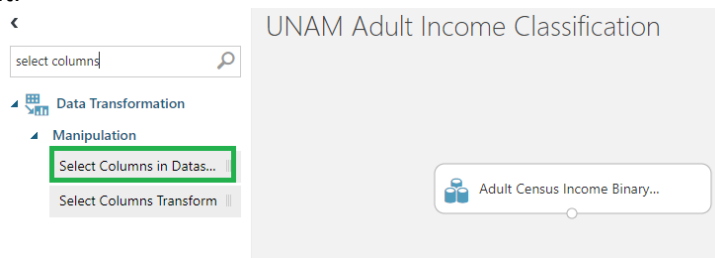 UNAM Adult Income Classification
select columns
Data Transformation
Manipulation
Select Columns in Datas...
Select Columns Transform
Adult Census Income Binary...